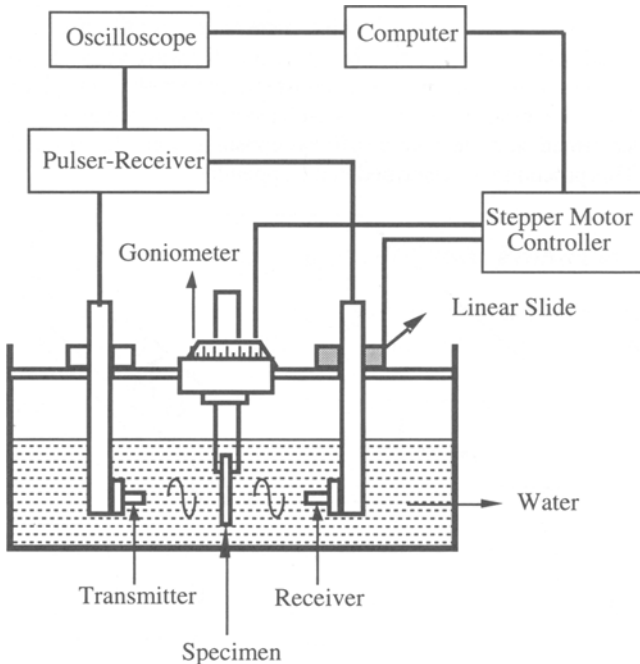 Oscilloscope
Computer
Pulser-Receiver
Stepper Motor
Controller
Goniometer
Linear Slide
Water
Transmitter
Receiver
Specimen